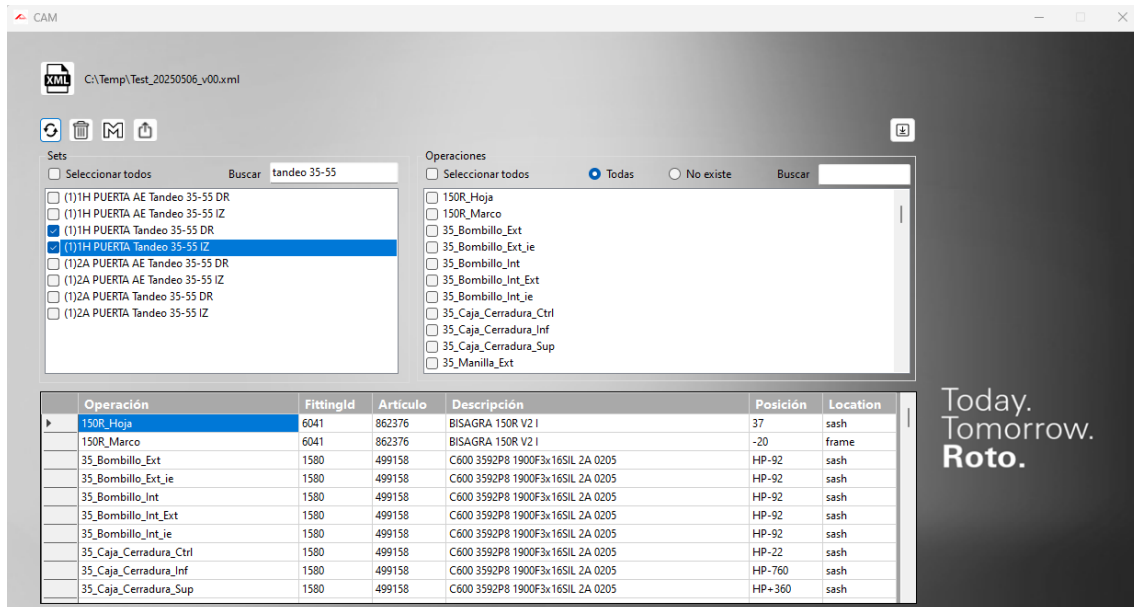 CAM
XML
C:\Temp\Test_20250506_v00.xml
Sets
Seleccionar todos Buscar tandeo 35-55
(1)1H PUERTA AE Tandeo 35-55 DR
(1)1H PUERTA AE Tandeo 35-55 IZ
(1)1H PUERTA Tandeo 35-55 DR
(1)1H PUERTA Tandeo 35-55 IZ
(1)2A PUERTA AE Tandeo 35-55 DR
(1)2A PUERTA AE Tandeo 35-55 IZ
(1)2A PUERTA Tandeo 35-55 DR
(1)2A PUERTA Tandeo 35-55 IZ
Operaciones
Seleccionar todos Todas No existe Buscar
150R_Hoja
150R_Marco
35_Bombillo_Ext
35_Bombillo_Ext_ie
35_Bombillo_Int
35_Bombillo_Int_Ext
35_Bombillo_Int_ie
35_Caja_Cerradura_Ctrl
35_Caja_Cerradura_Inf
35_Caja_Cerradura_Sup
35_Manilla_Ext
Operación FittingId Artículo Descripción Posición Location
150R_Hoja 6041 862376 BISAGRA 150R V2 I 37 sash
150R_Marco 6041 862376 BISAGRA 150R V2 I -20 frame
35_Bombillo_Ext 1580 499158 C600 3592P8 1900F3x16SIL 2A 0205 HP-92 sash
35_Bombillo_Ext_ie 1580 499158 C600 3592P8 1900F3x16SIL 2A 0205 HP-92 sash
35_Bombillo_Int 1580 499158 C600 3592P8 1900F3x16SIL 2A 0205 HP-92 sash
35_Bombillo_Int_Ext 1580 499158 C600 3592P8 1900F3x16SIL 2A 0205 HP-92 sash
35_Bombillo_Int_ie 1580 499158 C600 3592P8 1900F3x16SIL 2A 0205 HP-92 sash
35_Caja_Cerradura_Ctrl 1580 499158 C600 3592P8 1900F3x16SIL 2A 0205 HP-22 sash
35_Caja_Cerradura_Inf 1580 499158 C600 3592P8 1900F3x16SIL 2A 0205 HP-760 sash
35_Caja_Cerradura_Sup 1580 499158 C600 3592P8 1900F3x16SIL 2A 0205 HP+360 sash
Today.
Tomorrow.
Roto.